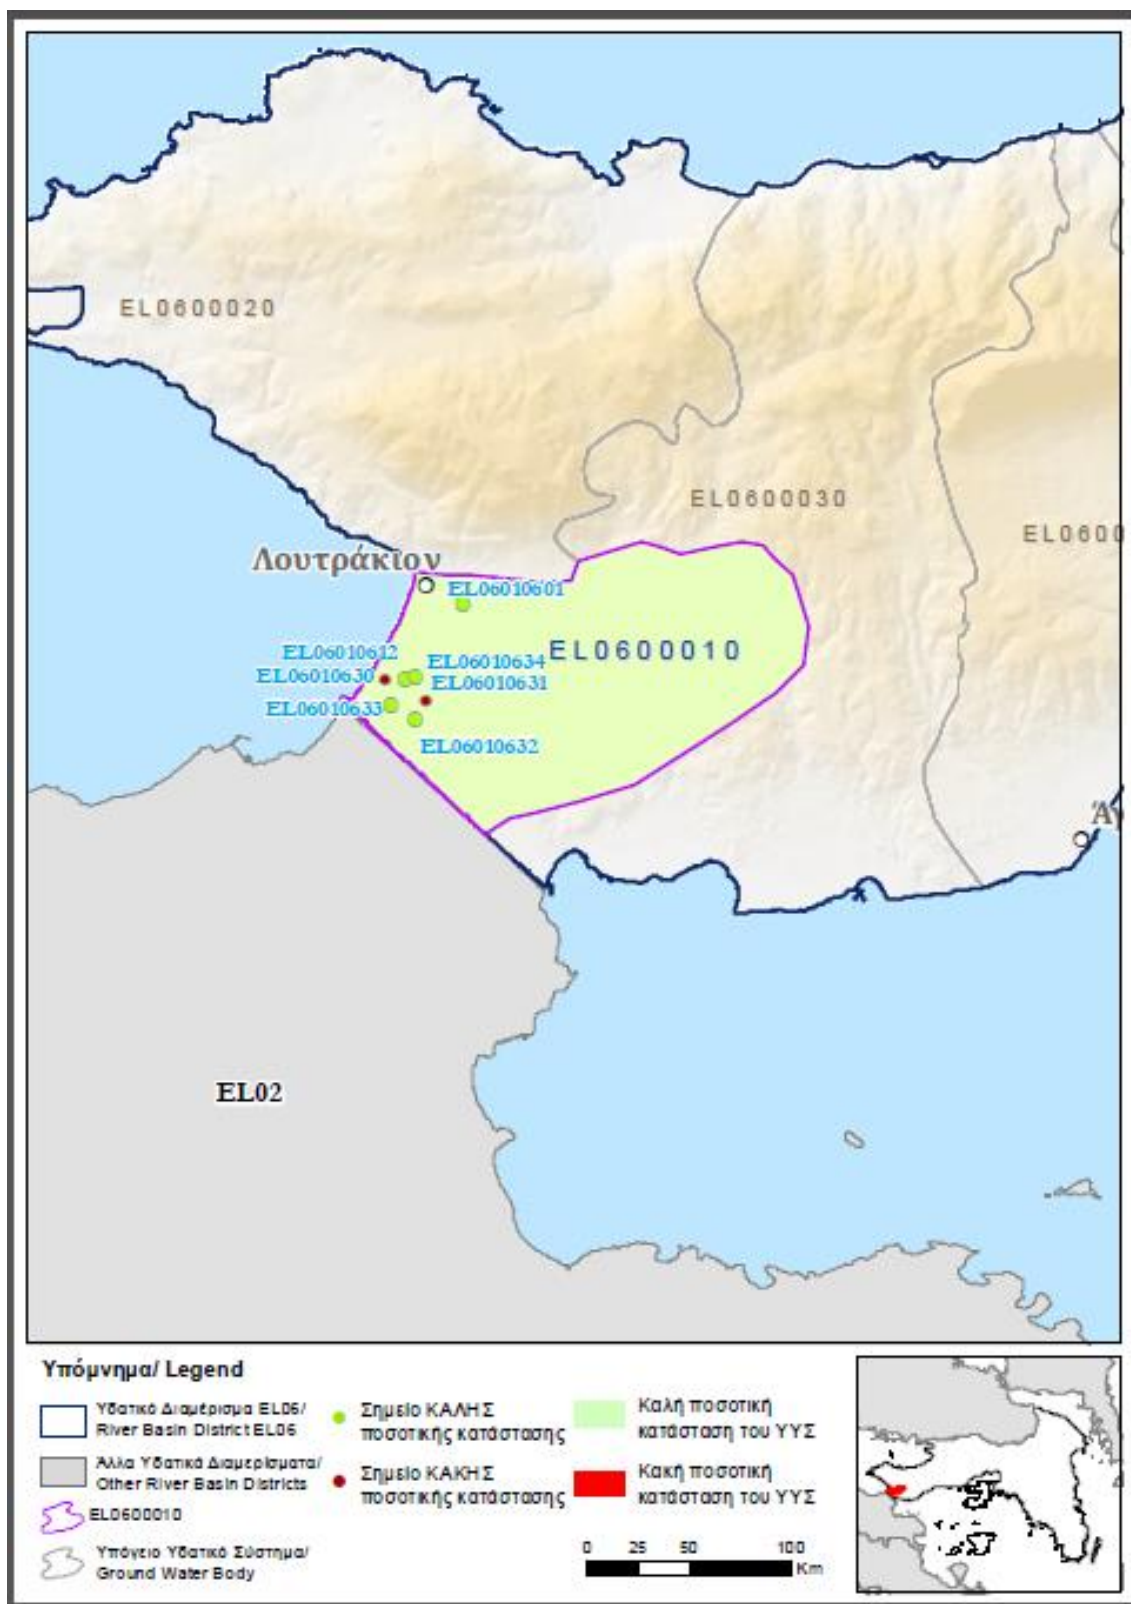 EL0600020
EL0600030
EL0600
Λουτράκιον
EL06010601
EL0600010
EL06010612
EL06010634
EL06010630
EL06010631
EL06010633
EL06010632
Άγ
EL02
Υπόμνημα/ Legend
Υδατικό Διαμέρισμα EL06/
River Basin District EL06
Άλλα Υδατικά Διαμερίσματα/
Other River Basin Districts
EL0600010
Υπόγειο Υδατικό Σύστημα/
Ground Water Body
Σημείο ΚΑΛΗΣ
ποσοτικής κατάστασης
Σημείο ΚΑΚΗΣ
ποσοτικής κατάστασης
Καλή ποσοτική
κατάσταση του ΥΥΣ
Κακή ποσοτική
κατάσταση του ΥΥΣ
0 25 50 100
Km